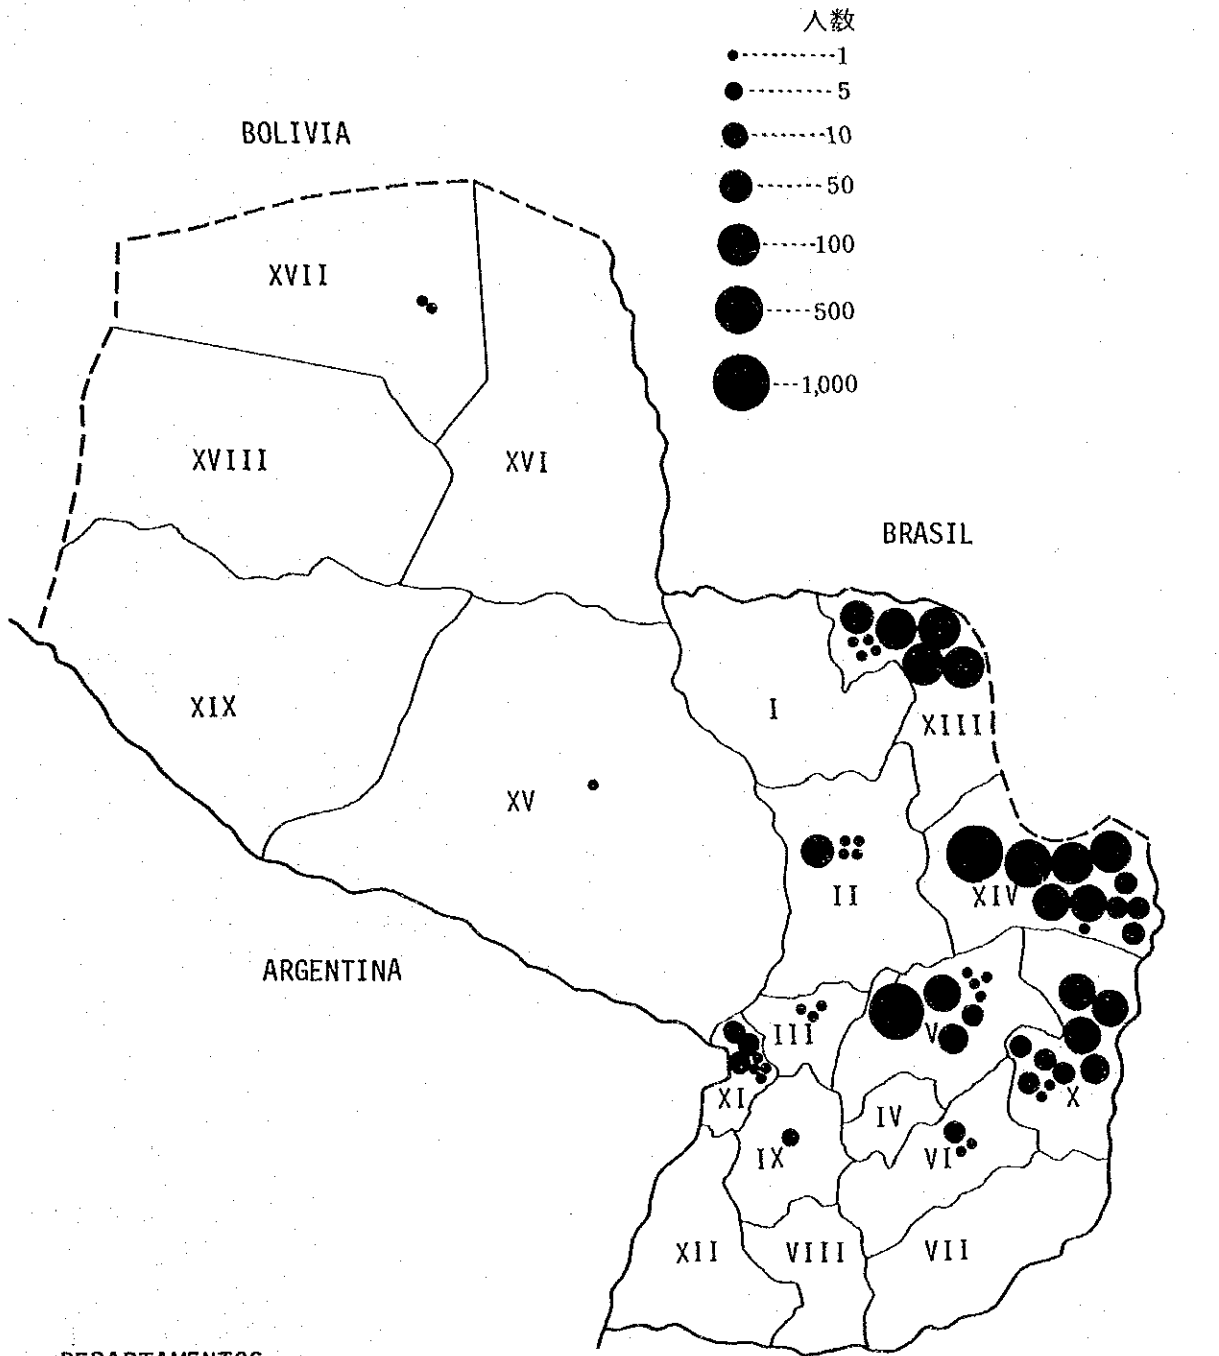 人数
1
5
10
50
100
500
1,000
BOLIVIA
XVII
XVIII
XVI
BRASIL
XIX
I
XIII
XV
II
XIV
ARGENTINA
III
V
XI
X
IV
IX
VI
XII
VIII
VII
DEPARTAMENTOS